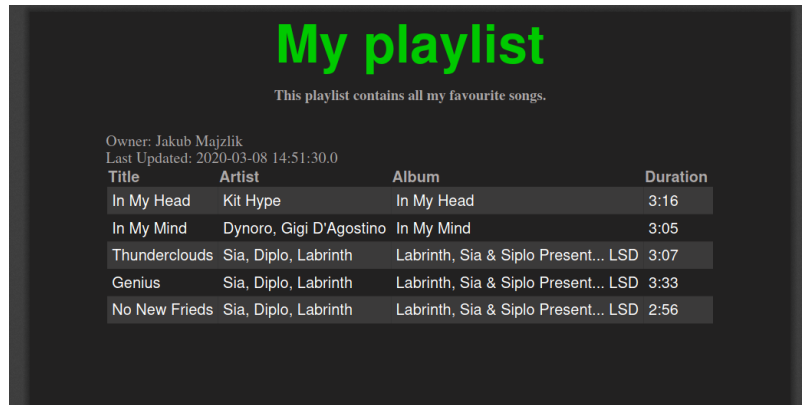 My playlist
This playlist contains all my favourite songs.
Owner: Jakub Majzlik
Last Updated: 2020-03-08 14:51:30.0
Title Artist Album Duration
In My Head Kit Hype In My Head 3:16
In My Mind Dynoro, Gigi D'Agostino In My Mind 3:05
Thunderclouds Sia, Diplo, Labrinth Labrinth, Sia & Siplo Present... LSD 3:07
Genius Sia, Diplo, Labrinth Labrinth, Sia & Siplo Present... LSD 3:33
No New Frieds Sia, Diplo, Labrinth Labrinth, Sia & Siplo Present... LSD 2:56